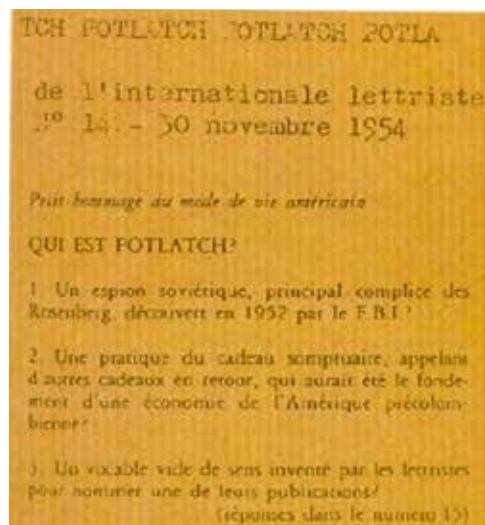 TCH POTLATCH POTLATCH POTLA
de l'internationale lettriste
N° 14. - 30 novembre 1954
Petit hommage au mode de vie américain
QUI EST POTLATCH?
1. Un espion soviétique, principal complice des
Rosenberg, découvert en 1952 par le F.B.I.?
2. Une pratique du cadeau somptuaire, appelant
d'autres cadeaux en retour, qui aurait été le fonde-
ment d'une économie de l'Amérique précolom-
bienne?
3. Un vocable vide de sens inventé par les lettristes
pour nommer une de leurs publications?
(réponses dans le numéro 15)